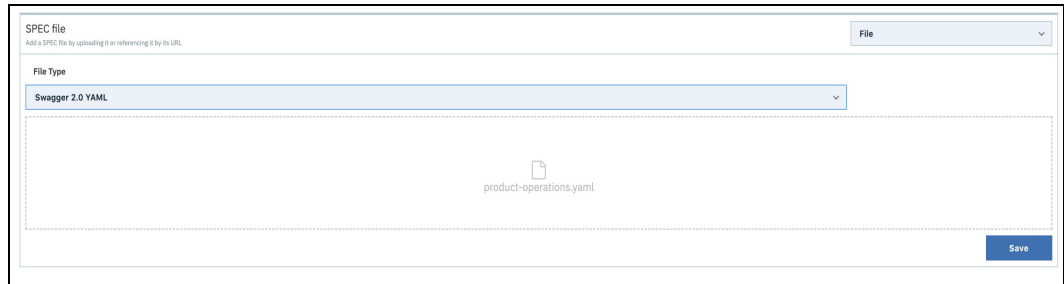 SPEC file
File
Add a SPEC file by uploading it or referencing it by its URL
File Type
Swagger 2.0 YAML
product-operations.yaml
Save